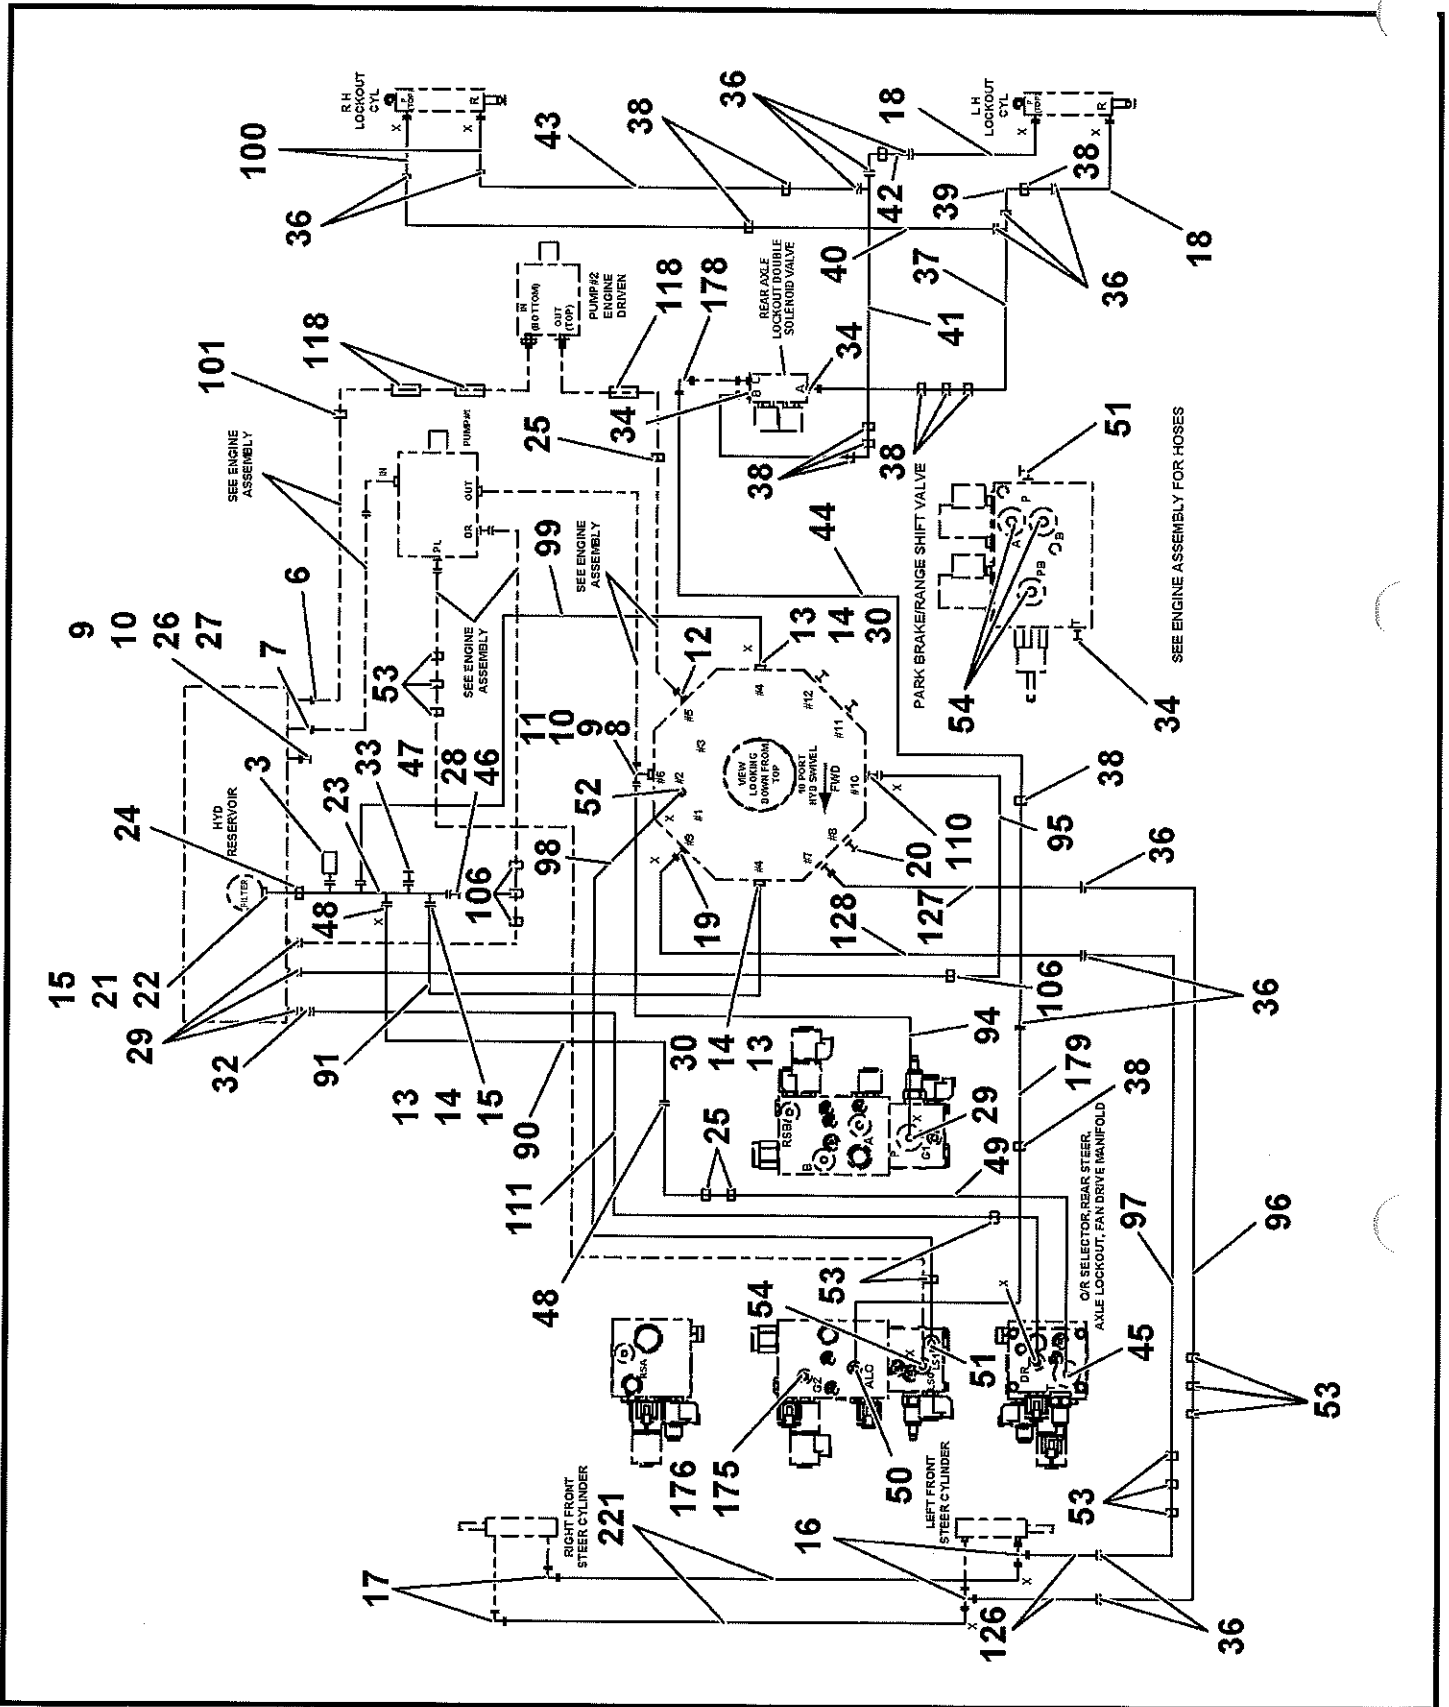 R H
LOCKOUT
CYL
P
(TOP)
R
X
X
100
36
43
38
36
18
L H
LOCKOUT
CYL
P
(TOP)
R
X
X
42
39
38
18
40
37
36
41
PUMP#2
ENGINE
DRIVEN
IN
(BOTTOM)
OUT
(TOP)
118
178
REAR AXLE
LOCKOUT DOUBLE
SOLENOID VALVE
34
A
B
C
34
101
118
25
38
38
51
SEE ENGINE
ASSEMBLY
PUMP#1
IN
OUT
DR
PL
99
SEE ENGINE
ASSEMBLY
44
PARK BRAKE/RANGE SHIFT VALVE
P
A
B
PB
T
54
34
SEE ENGINE ASSEMBLY FOR HOSES
6
7
9
10
26
27
53
SEE ENGINE
ASSEMBLY
12
X
13
14
30
11
10
9
8
47
28
46
33
23
3
24
HYD
RESERVOIR
FILTER
48
X
106
52
98
#5
#4
#12
#11
#3
#6
#2
#1
#9
#10
#8
#7
#4
X
X
X
VIEW
LOOKING
DOWN FROM
TOP
10 PORT
HYD SWIVEL
FWD
38
110
95
20
36
19
127
128
15
21
22
29
32
91
13
14
15
90
111
48
30
14
13
106
36
94
179
38
29
25
49
RSB
B
A
P
X
G1
53
54
O/R SELECTOR,REAR STEER,
AXLE LOCKOUT, FAN DRIVE MANIFOLD
97
96
X
DR
T
45
51
RSA
G2
ALO
X
LS1
50
175
176
53
53
RIGHT FRONT
STEER CYLINDER
221
LEFT FRONT
STEER CYLINDER
16
17
X
X
126
36